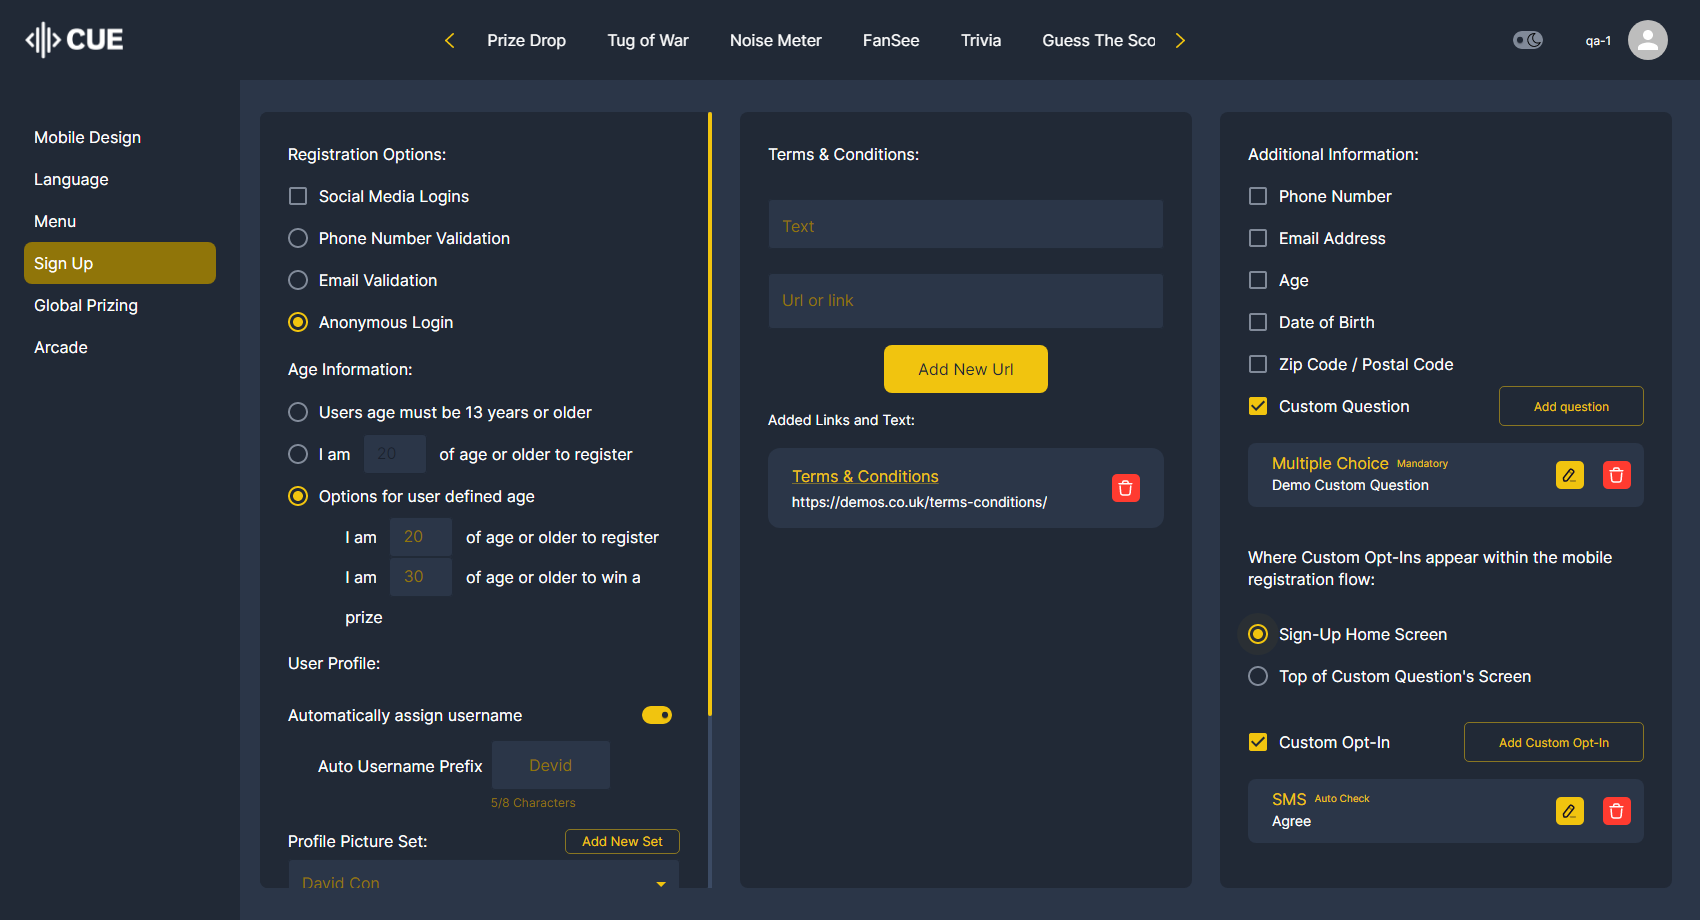 CUE
Prize Drop
Tug of War
Noise Meter
FanSee
Trivia
Guess The Sco
qa-1
Mobile Design
Language
Menu
Sign Up
Global Prizing
Arcade
Registration Options:
Social Media Logins
Phone Number Validation
Email Validation
Anonymous Login
Age Information:
Users age must be 13 years or older
I am 20 of age or older to register
Options for user defined age
I am 20 of age or older to register
I am 30 of age or older to win a
prize
User Profile:
Automatically assign username
Auto Username Prefix Devid
5/8 Characters
Profile Picture Set:
Add New Set
David Con
Terms & Conditions:
Text
Url or link
Add New Url
Added Links and Text:
Terms & Conditions
https://demos.co.uk/terms-conditions/
Additional Information:
Phone Number
Email Address
Age
Date of Birth
Zip Code / Postal Code
Custom Question
Add question
Multiple Choice Mandatory
Demo Custom Question
Where Custom Opt-Ins appear within the mobile
registration flow:
Sign-Up Home Screen
Top of Custom Question's Screen
Custom Opt-In
Add Custom Opt-In
SMS Auto Check
Agree